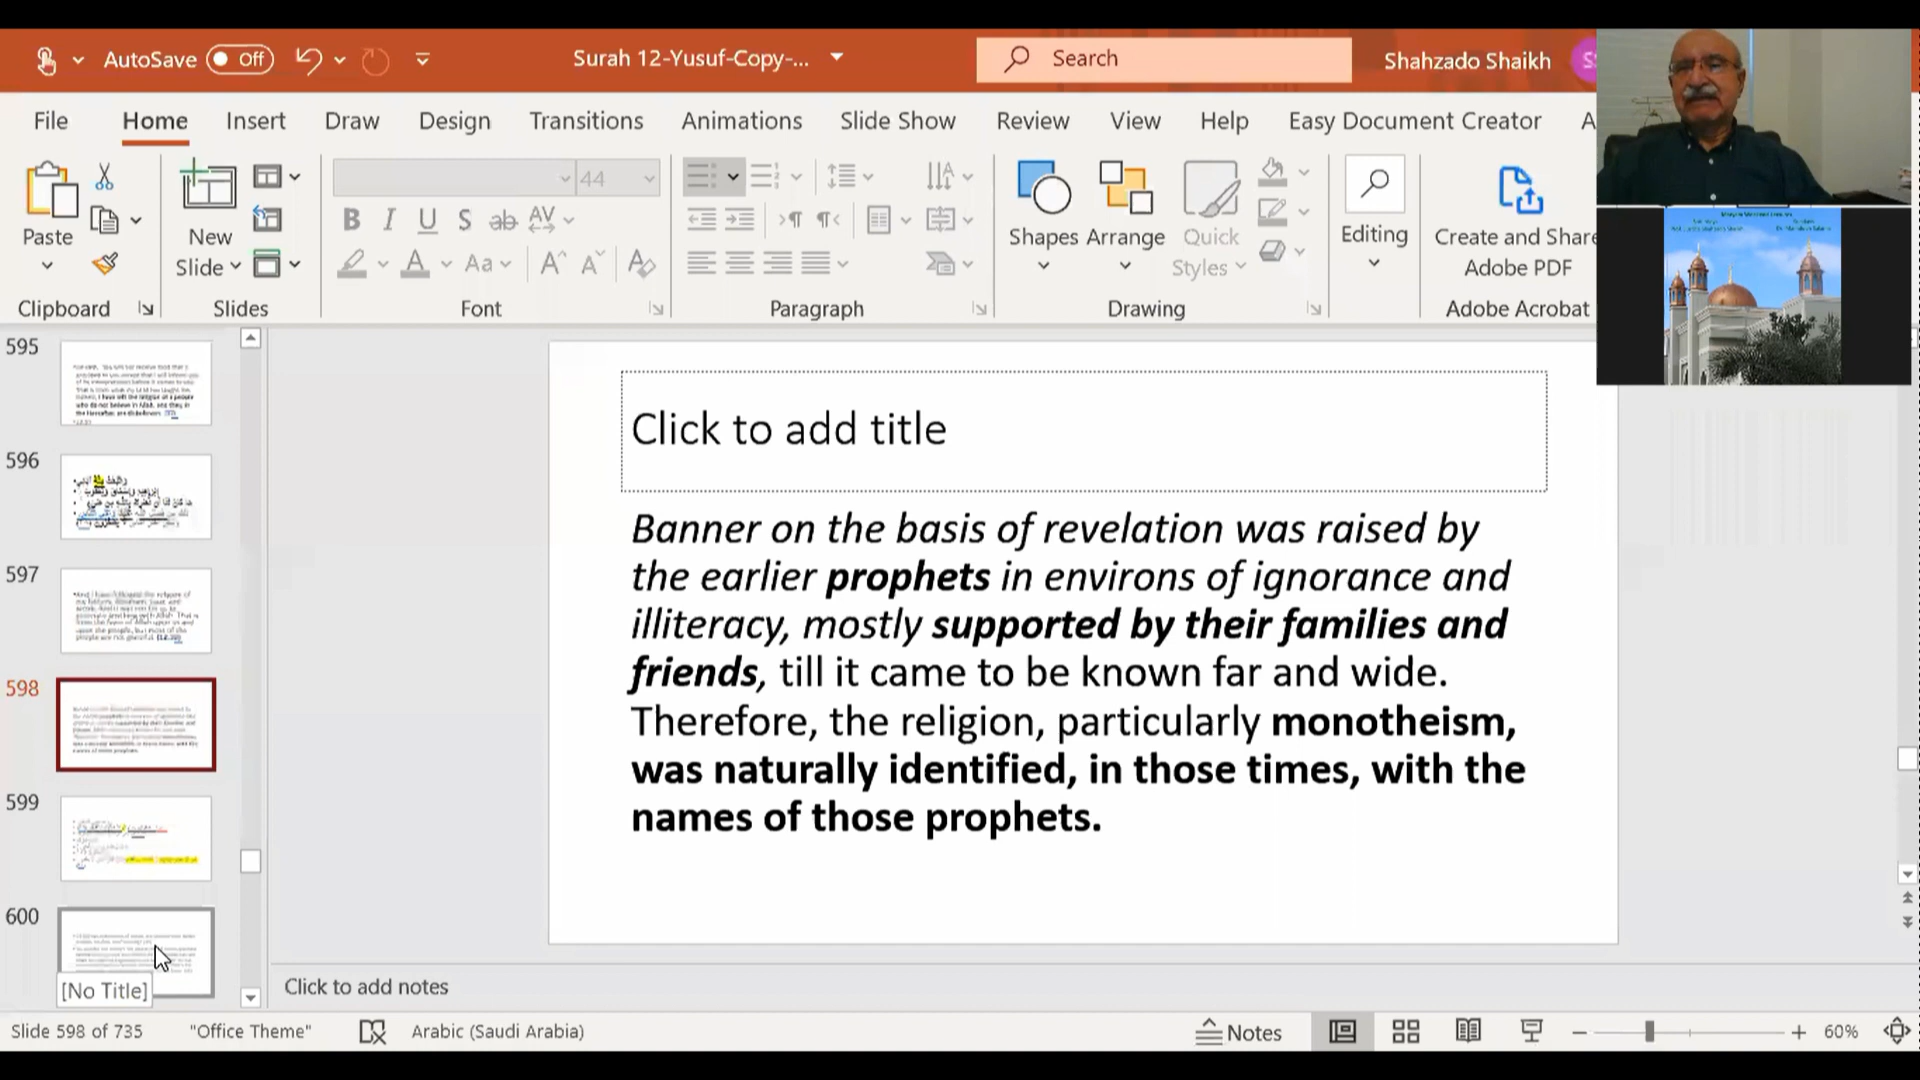 AutoSave Off Surah 12-Yusuf-Copy-... Search Shahzado Shaikh
File Home Insert Draw Design Transitions Animations Slide Show Review View Help Easy Document Creator A
Paste
New
Slide
44
B I U S ab AV
Aa
Shapes Arrange Quick
Styles
Editing
Create and Share
Adobe PDF
Clipboard Slides Font Paragraph Drawing Adobe Acrobat
595
596
597
598
599
600
[No Title]
Click to add title
Banner on the basis of revelation was raised by
the earlier prophets in environs of ignorance and
illiteracy, mostly supported by their families and
friends, till it came to be known far and wide.
Therefore, the religion, particularly monotheism,
was naturally identified, in those times, with the
names of those prophets.
Click to add notes
Slide 598 of 735 "Office Theme" Arabic (Saudi Arabia) Notes 60%